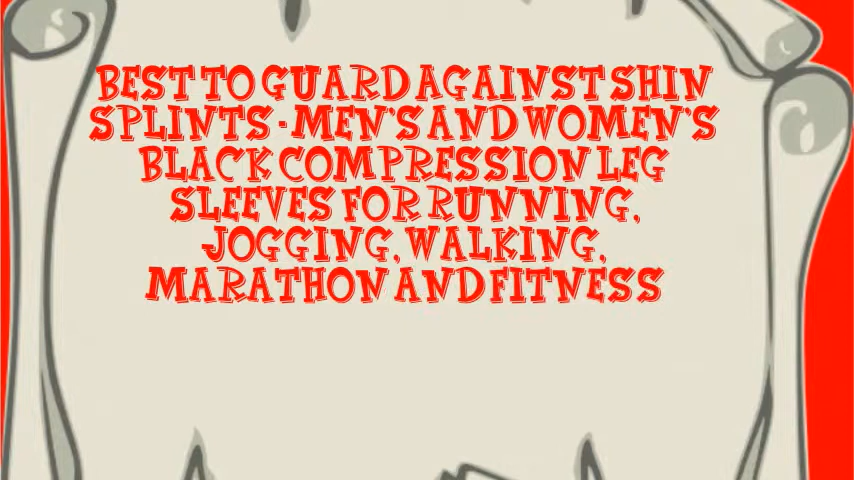 BEST TO GUARD AGAINST SHIN
SPLINTS - MEN'S AND WOMEN'S
BLACK COMPRESSION LEG
SLEEVES FOR RUNNING,
JOGGING, WALKING,
MARATHON AND FITNESS